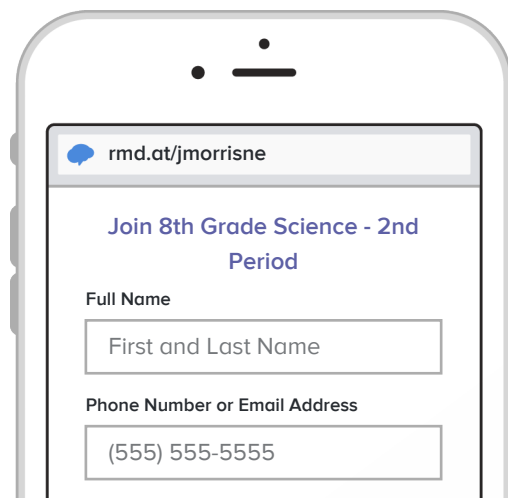 rmd.at/jmorrisne
Join 8th Grade Science - 2nd
Period
Full Name
First and Last Name
Phone Number or Email Address
(555) 555-5555